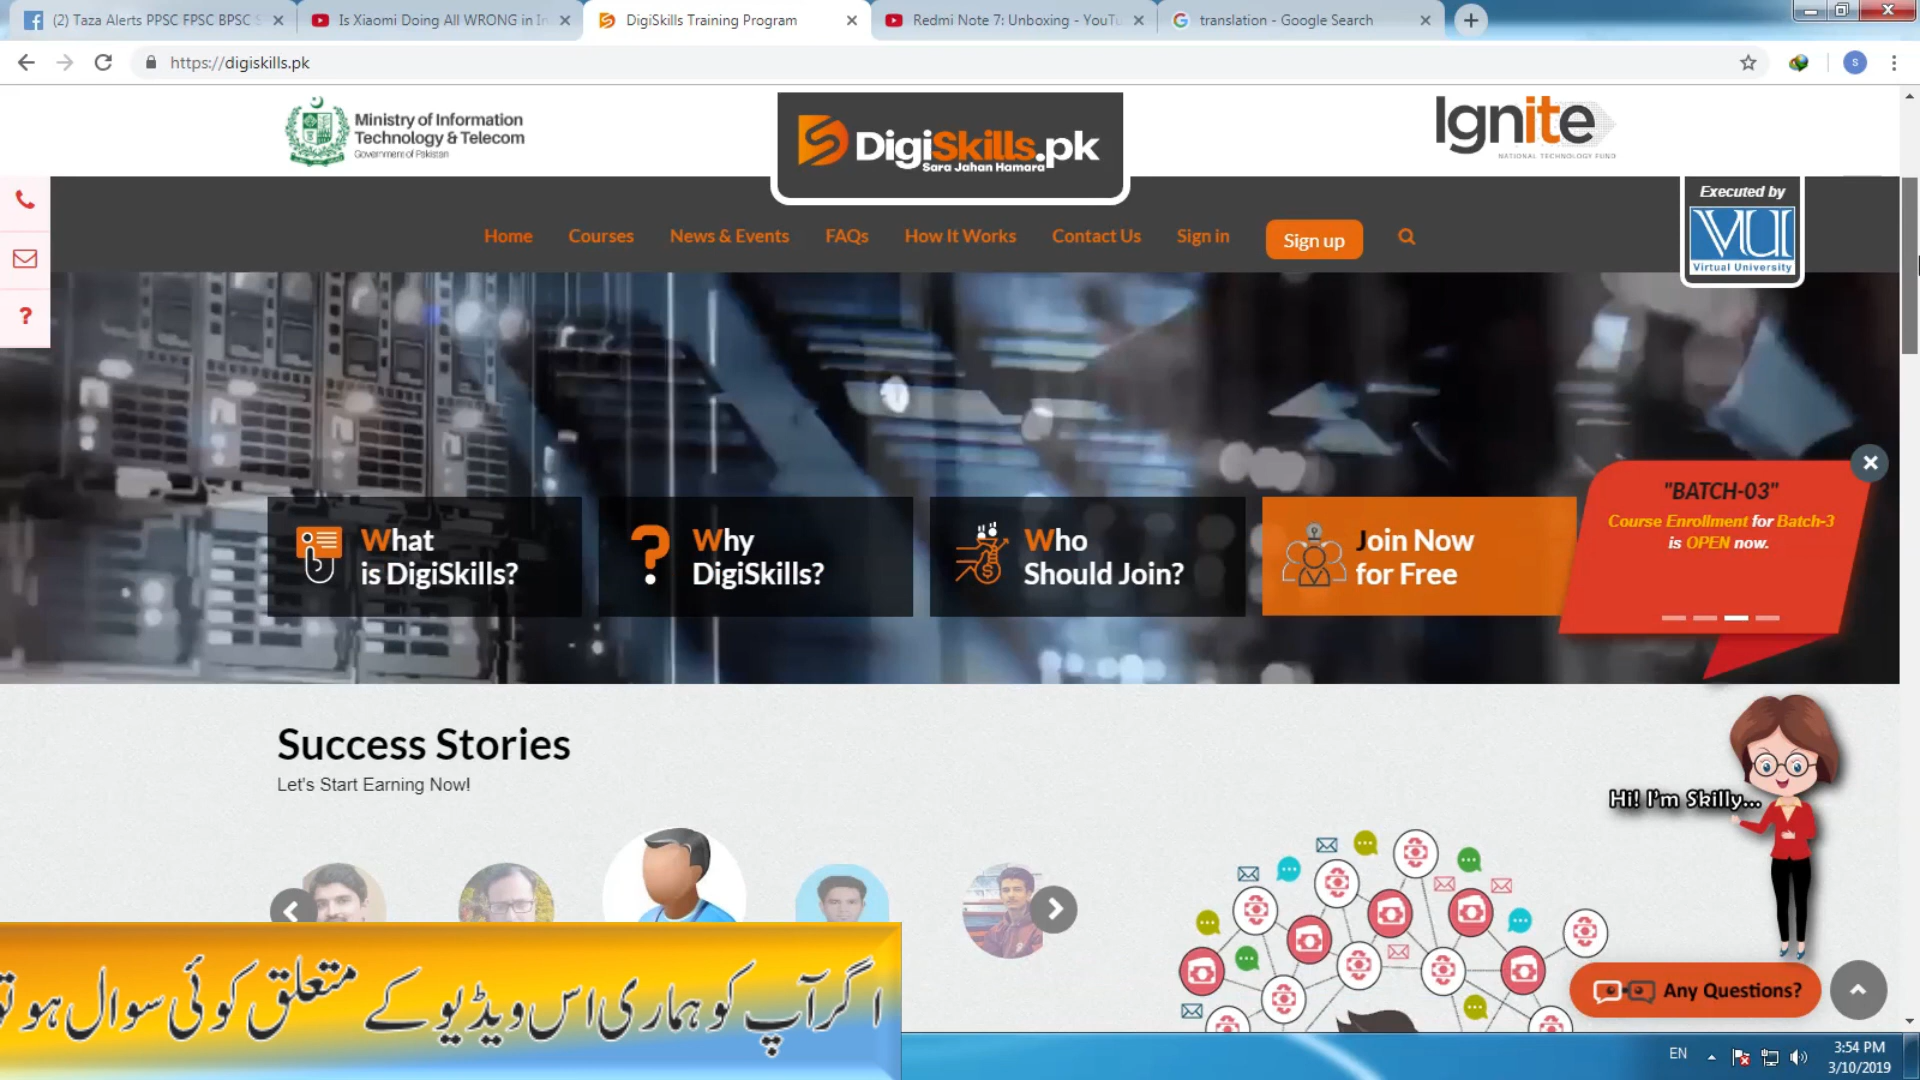 (2) Taza Alerts PPSC FPSC BPSC
Is Xiaomi Doing All WRONG in In
DigiSkills Training Program
Redmi Note 7: Unboxing - YouTu
translation - Google Search
https://digiskills.pk
S
Ministry of Information
Technology & Telecom
Government of Pakistan
DigiSkills.pk
Sara Jahan Hamara
Ignite
NATIONAL TECHNOLOGY FUND
Executed by
VU
Virtual University
Home
Courses
News & Events
FAQs
How It Works
Contact Us
Sign in
Sign up
?
"BATCH-03"
Course Enrollment for Batch-3
is OPEN now.
What
is DigiSkills?
Why
DigiSkills?
Who
Should Join?
Join Now
for Free
Success Stories
Let's Start Earning Now!
Hi! I'm Skilly...
Any Questions?
اگر آپ کو ہماری اس ویڈیو کے متعلق کوئی سوال ہو تو
EN
3:54 PM
3/10/2019